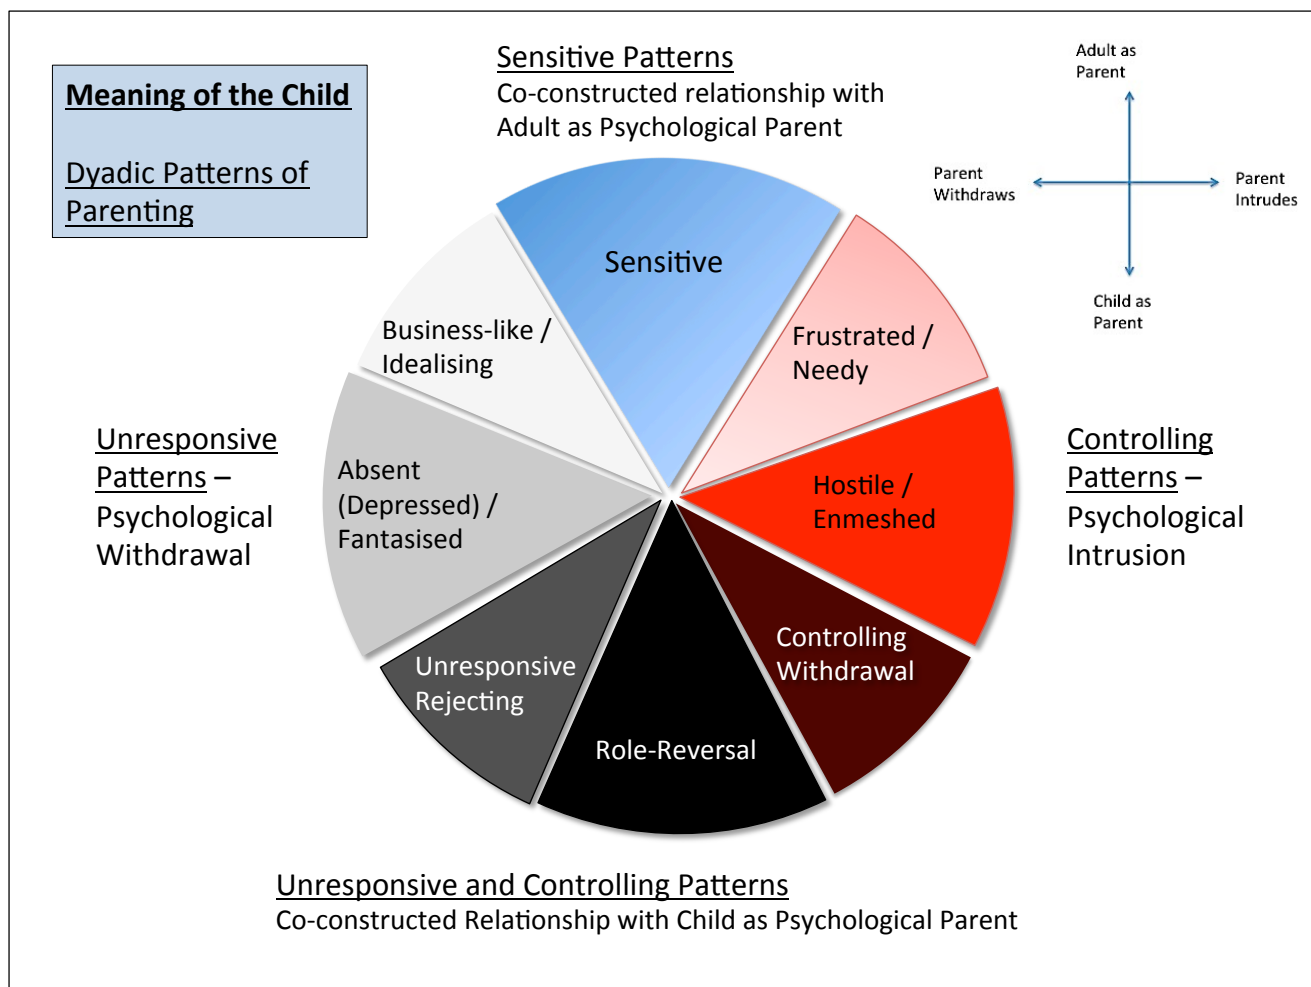 Meaning of the Child
Dyadic Patterns of
Parenting
Sensitive Patterns
Co-constructed relationship with
Adult as Psychological Parent
Adult as
Parent
Parent
Withdraws
Parent
Intrudes
Child as
Parent
Sensitive
Business-like /
Idealising
Frustrated /
Needy
Unresponsive
Patterns –
Psychological
Withdrawal
Absent
(Depressed) /
Fantasised
Hostile /
Enmeshed
Controlling
Patterns –
Psychological
Intrusion
Unresponsive
Rejecting
Controlling
Withdrawal
Role-Reversal
Unresponsive and Controlling Patterns
Co-constructed Relationship with Child as Psychological Parent